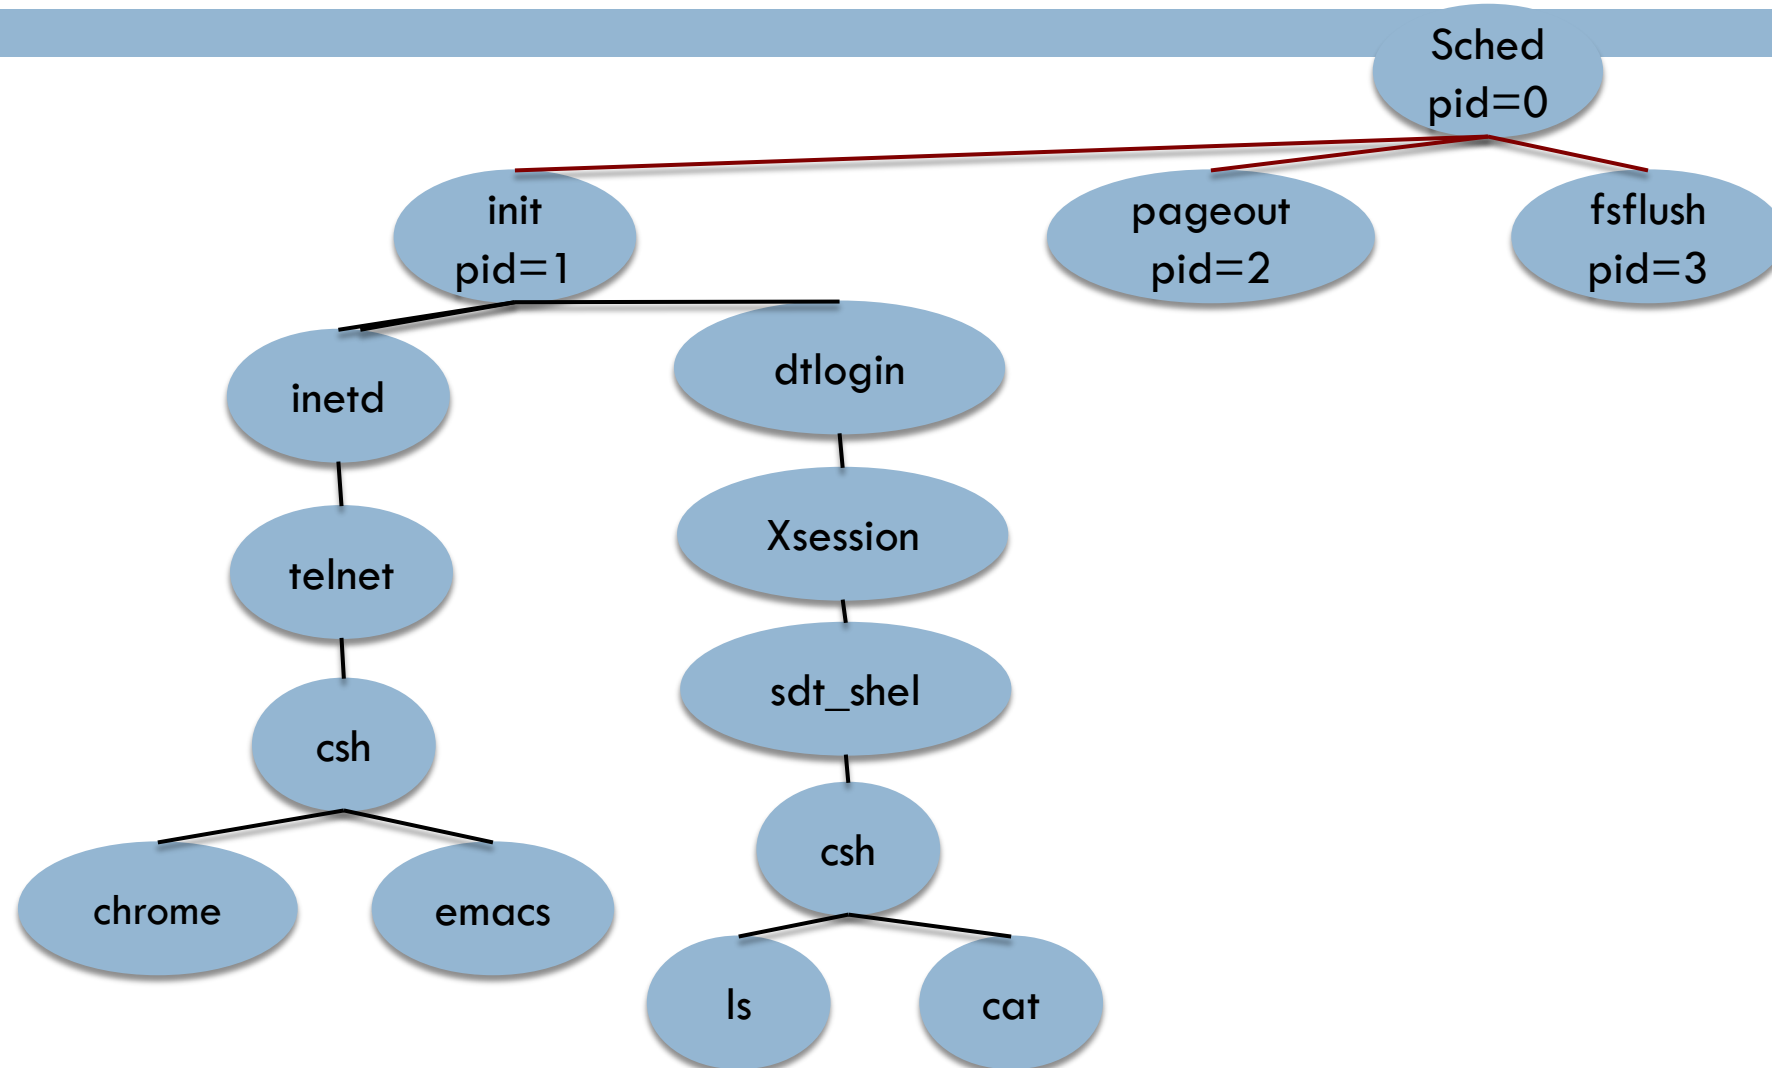 Sched
pid=0
init
pid=1
pageout
pid=2
fsflush
pid=3
inetd
dtlogin
telnet
Xsession
csh
sdt_shel
chrome
emacs
csh
ls
cat